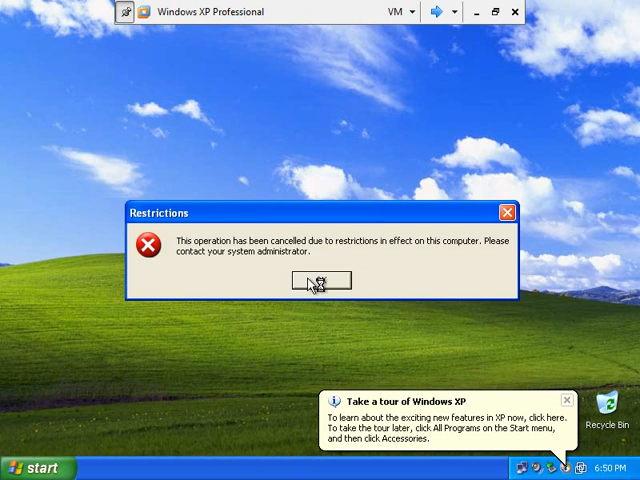 Windows XP Professional
VM
Restrictions
This operation has been cancelled due to restrictions in effect on this computer. Please
contact your system administrator.
Take a tour of Windows XP
To learn about the exciting new features in XP now, click here.
To take the tour later, click All Programs on the Start menu,
and then click Accessories.
Recycle Bin
start
6:50 PM